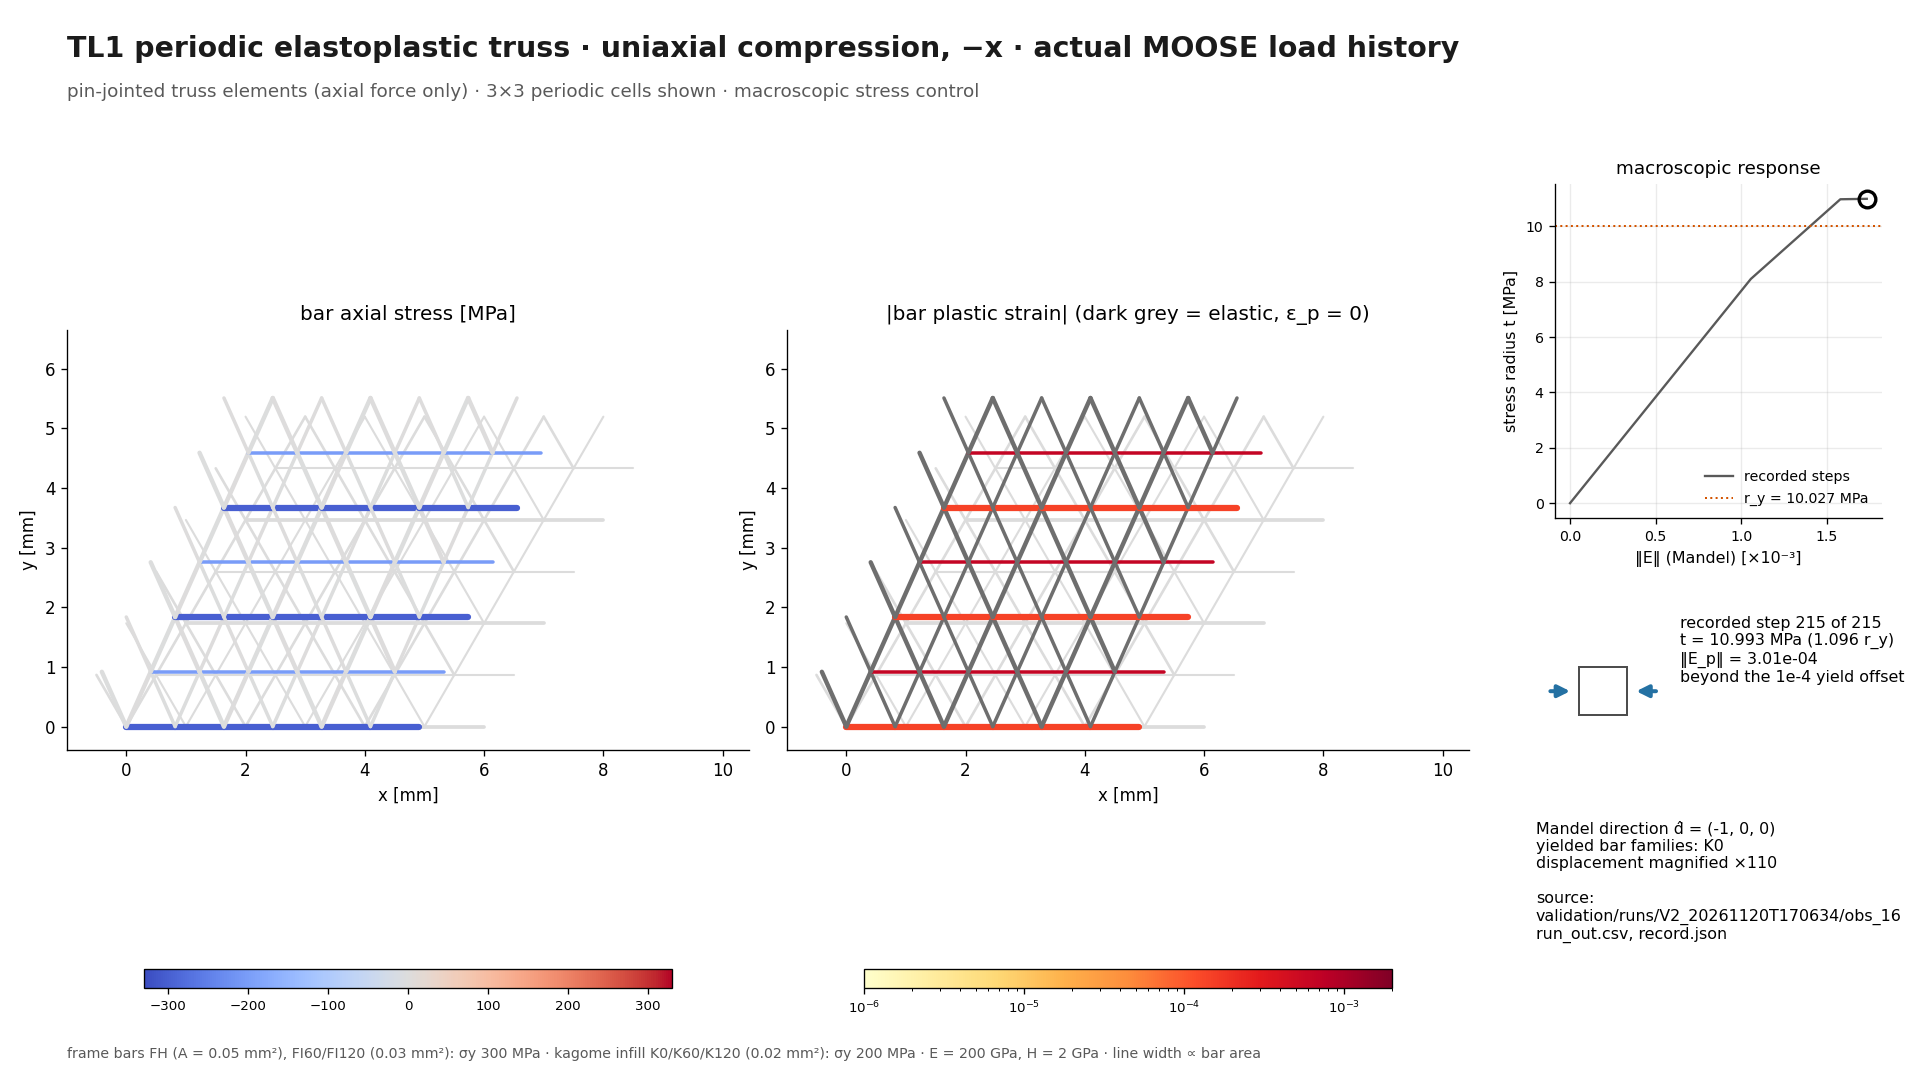 TL1 periodic elastoplastic truss · uniaxial compression, −x · actual MOOSE load history
pin-jointed truss elements (axial force only) · 3×3 periodic cells shown · macroscopic stress control
bar axial stress [MPa]
6
5
4
3
2
1
0
y [mm]
0 2 4 6 8 10
x [mm]
−300 −200 −100 0 100 200 300
|bar plastic strain| (dark grey = elastic, ε_p = 0)
6
5
4
3
2
1
0
y [mm]
0 2 4 6 8 10
x [mm]
10⁻⁶ 10⁻⁵ 10⁻⁴ 10⁻³
macroscopic response
10
8
6
4
2
0
stress radius t [MPa]
recorded steps
r_y = 10.027 MPa
0.0 0.5 1.0 1.5
‖E‖ (Mandel) [×10⁻³]
recorded step 215 of 215
t = 10.993 MPa (1.096 r_y)
‖E_p‖ = 3.01e-04
beyond the 1e-4 yield offset
Mandel direction d̂ = (-1, 0, 0)
yielded bar families: K0
displacement magnified ×110
source:
validation/runs/V2_20261120T170634/obs_16
run_out.csv, record.json
frame bars FH (A = 0.05 mm²), FI60/FI120 (0.03 mm²): σy 300 MPa · kagome infill K0/K60/K120 (0.02 mm²): σy 200 MPa · E = 200 GPa, H = 2 GPa · line width ∝ bar area